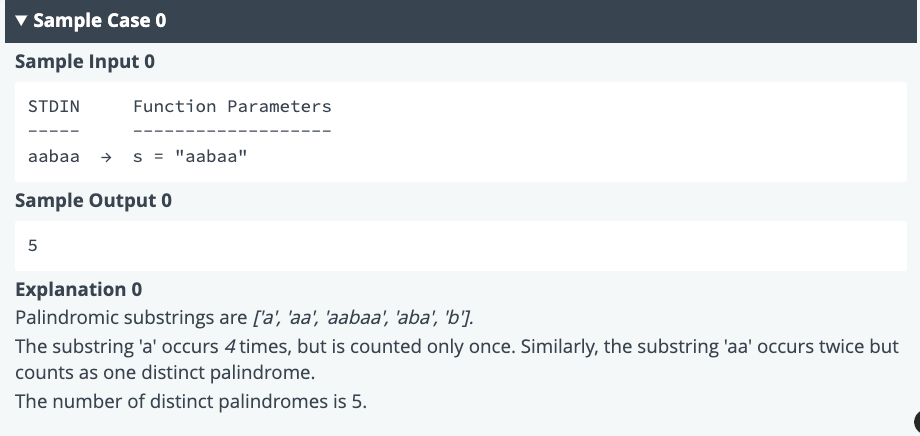 ▼ Sample Case 0
Sample Input 0
STDIN     Function Parameters
-----     -------------------
aabaa  →  s = "aabaa"
Sample Output 0
5
Explanation 0
Palindromic substrings are ['a', 'aa', 'aabaa', 'aba', 'b'].
The substring 'a' occurs 4 times, but is counted only once. Similarly, the substring 'aa' occurs twice but
counts as one distinct palindrome.
The number of distinct palindromes is 5.